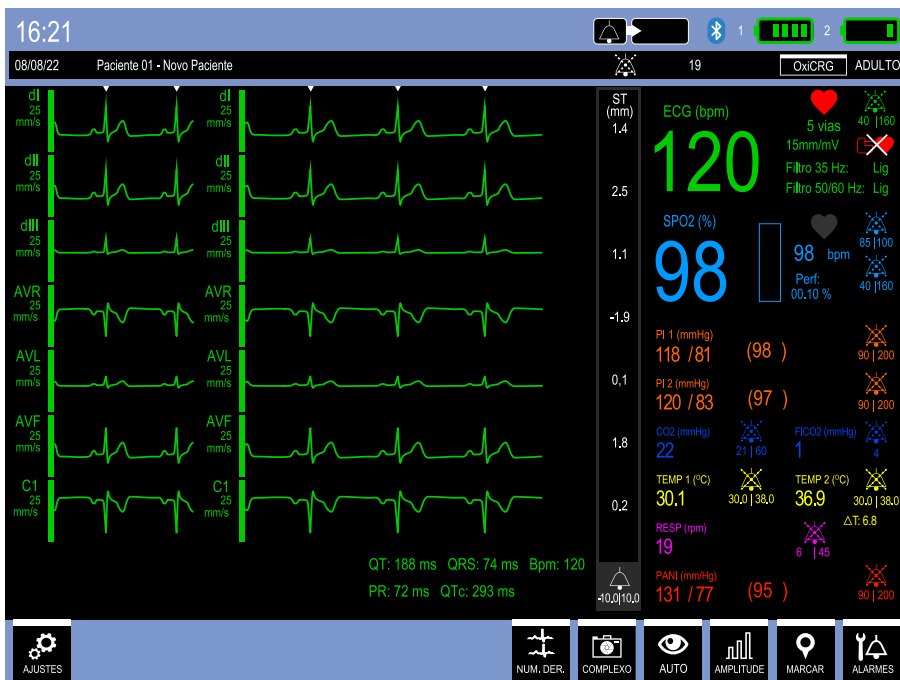 16:21
1
2
08/08/22 Paciente 01 - Novo Paciente 19 OxiCRG ADULTO
dI
25
mm/s
dI
25
mm/s
dII
25
mm/s
dII
25
mm/s
dIII
25
mm/s
dIII
25
mm/s
AVR
25
mm/s
AVR
25
mm/s
AVL
25
mm/s
AVL
25
mm/s
AVF
25
mm/s
AVF
25
mm/s
C1
25
mm/s
C1
25
mm/s
QT: 188 ms QRS: 74 ms Bpm: 120
PR: 72 ms QTc: 293 ms
ST
(mm)
1.4
2.5
1.1
-1.9
0,1
1.8
0.2
-10.0|10.0
ECG (bpm)
120
5 vias
15mm/mV
Filtro 35 Hz: Lig
Filtro 50/60 Hz: Lig
40 |160
SPO2 (%)
98
98 bpm
Perf:
00.10 %
85|100
40 |160
PI 1 (mmHg)
118 /81 (98 )
90 | 200
PI 2 (mmHg)
120 / 83 (97 )
90 | 200
CO2 (mmHg)
22
21 | 60
FICO2 (mmHg)
1
4
TEMP 1 (ºC)
30.1
30.0 | 38.0
TEMP 2 (ºC)
36.9
30.0 | 38.0
△T: 6.8
RESP (rpm)
19
6 | 45
PANI (mm/Hg)
131 / 77 (95 )
90 | 200
AJUSTES
NUM. DER.
COMPLEXO
AUTO
AMPLITUDE
MARCAR
ALARMES